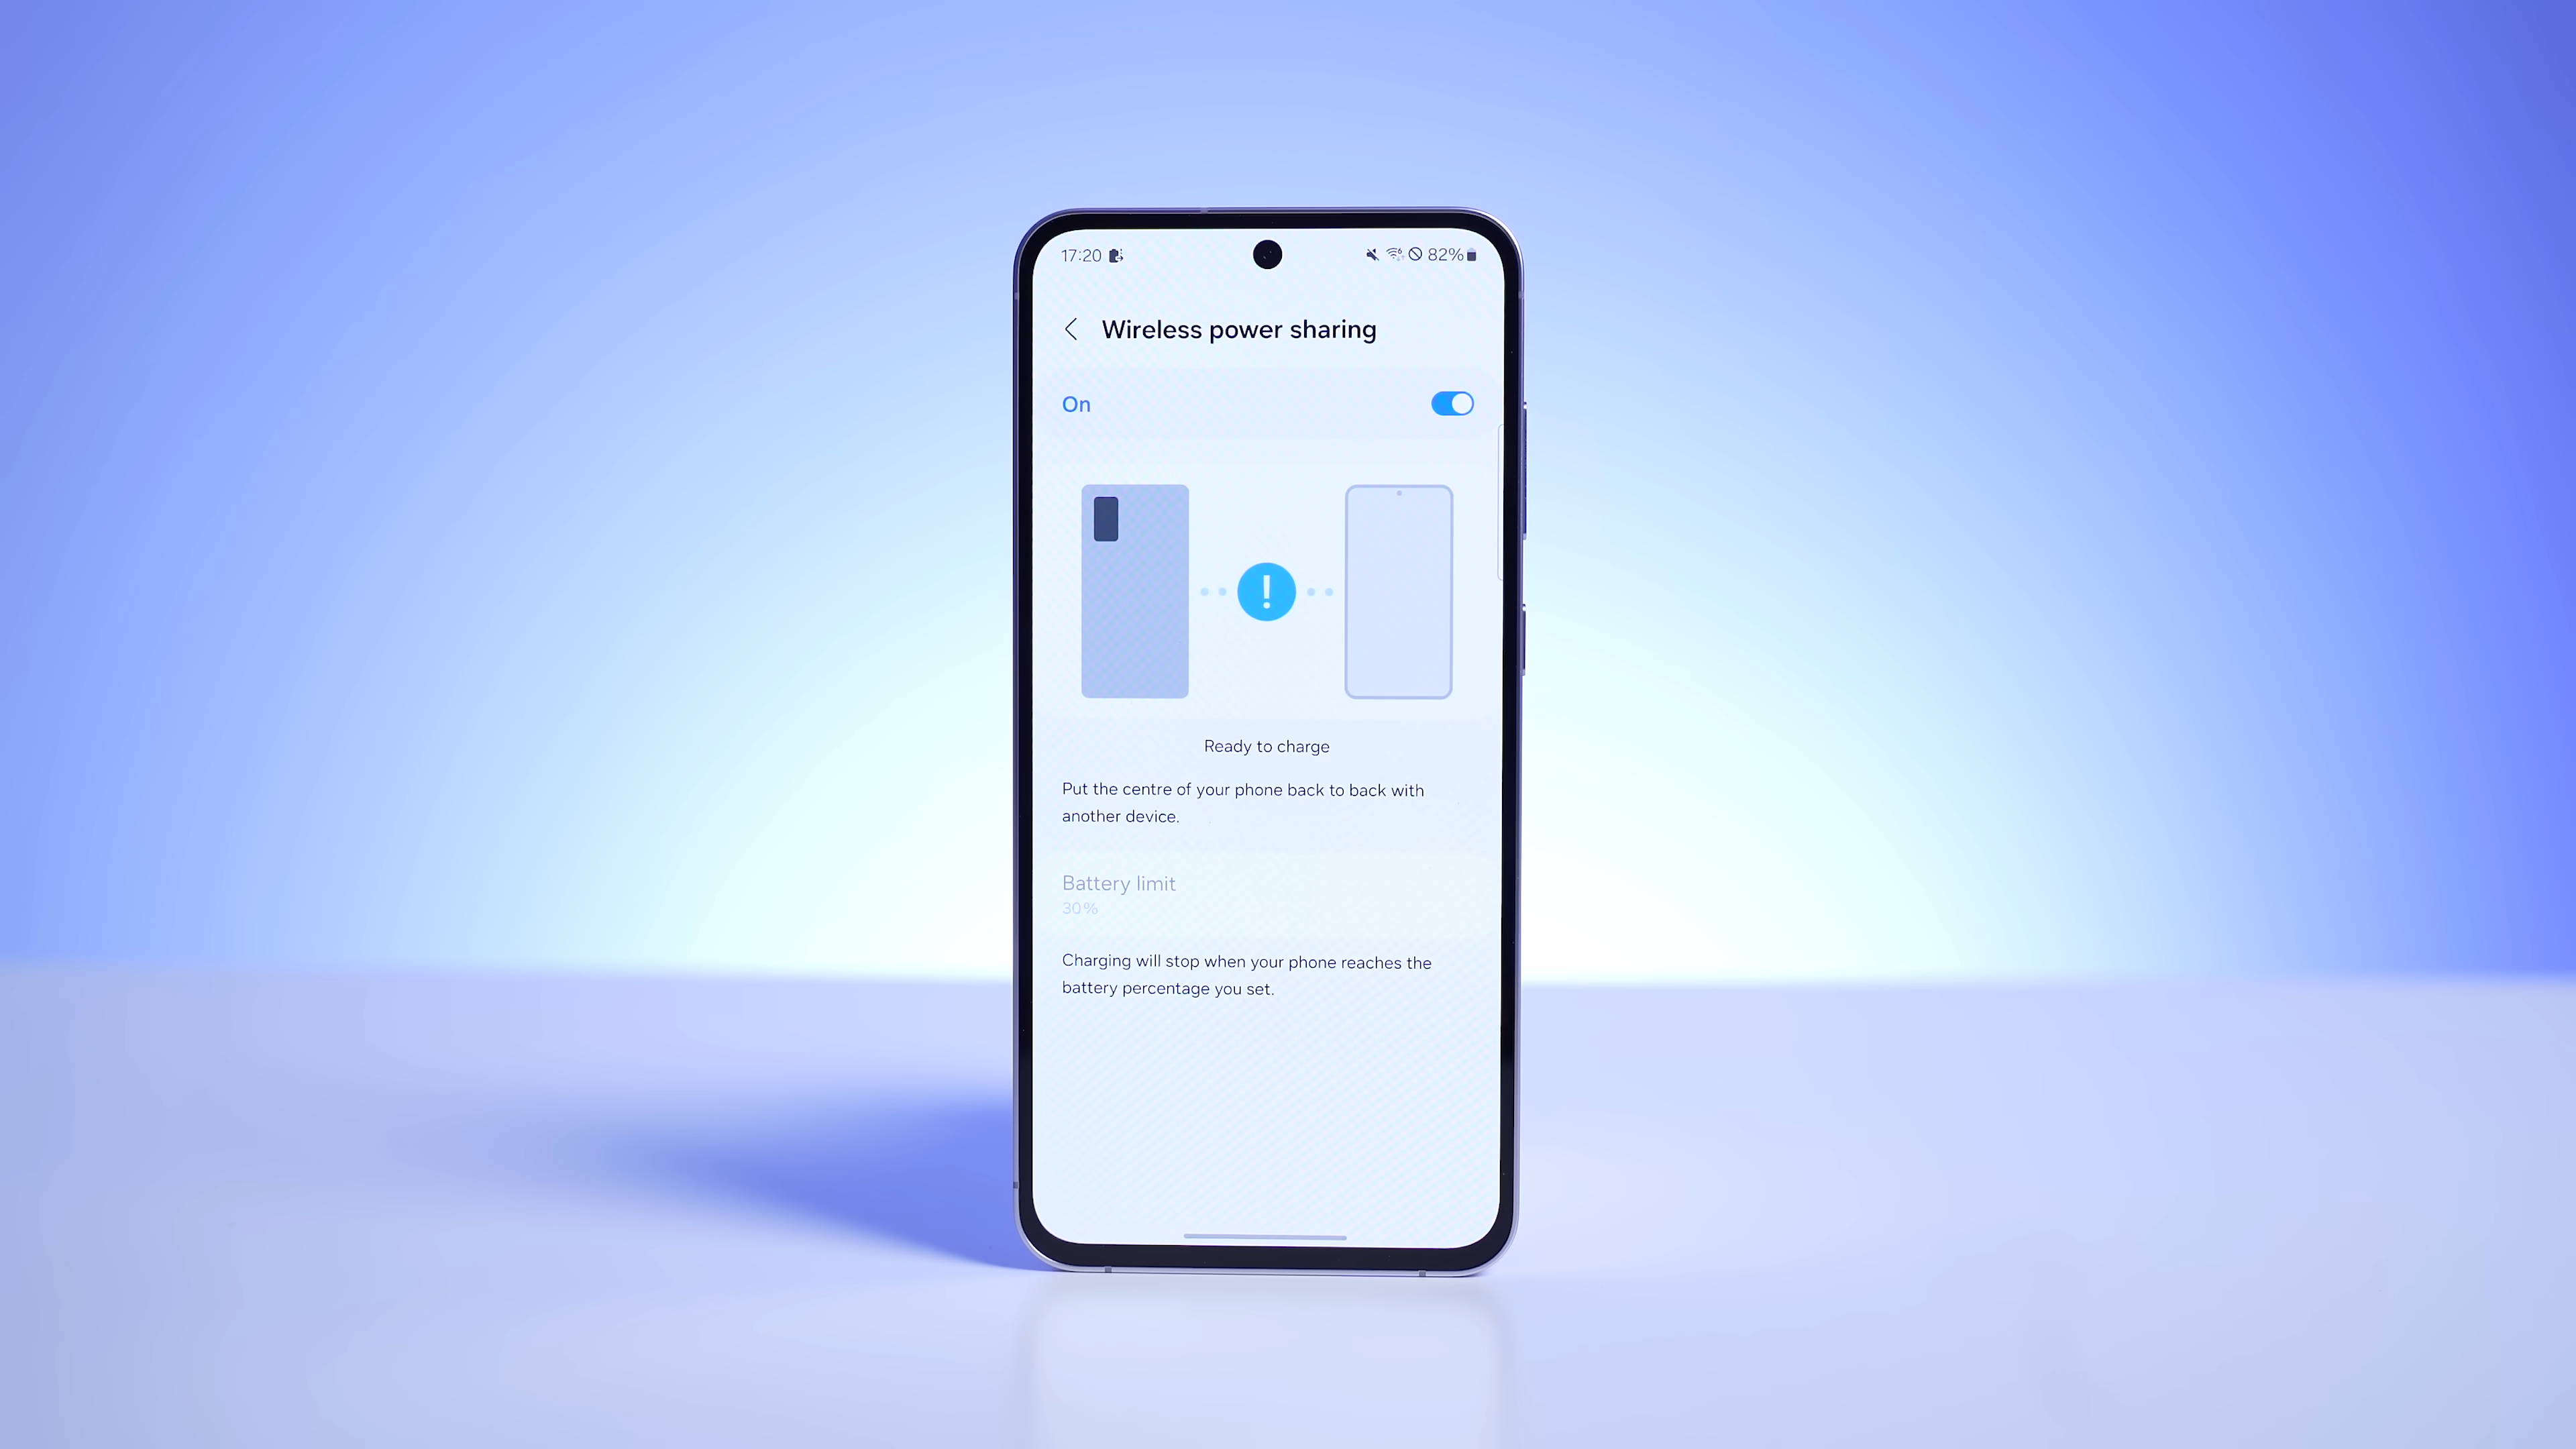 17:20 82%
Wireless power sharing
On
!
Ready to charge
Put the centre of your phone back to back with
another device.
Battery limit
30%
Charging will stop when your phone reaches the
battery percentage you set.